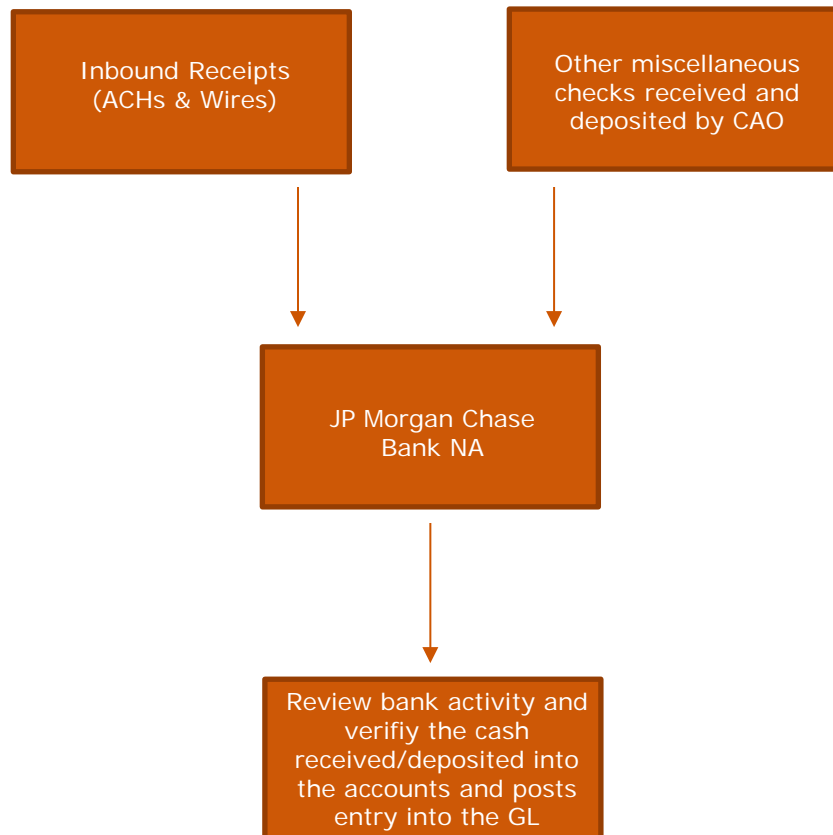 Inbound Receipts
(ACHs & Wires)
Other miscellaneous
checks received and
deposited by CAO
JP Morgan Chase
Bank NA
Review bank activity and
verifiy the cash
received/deposited into
the accounts and posts
entry into the GL